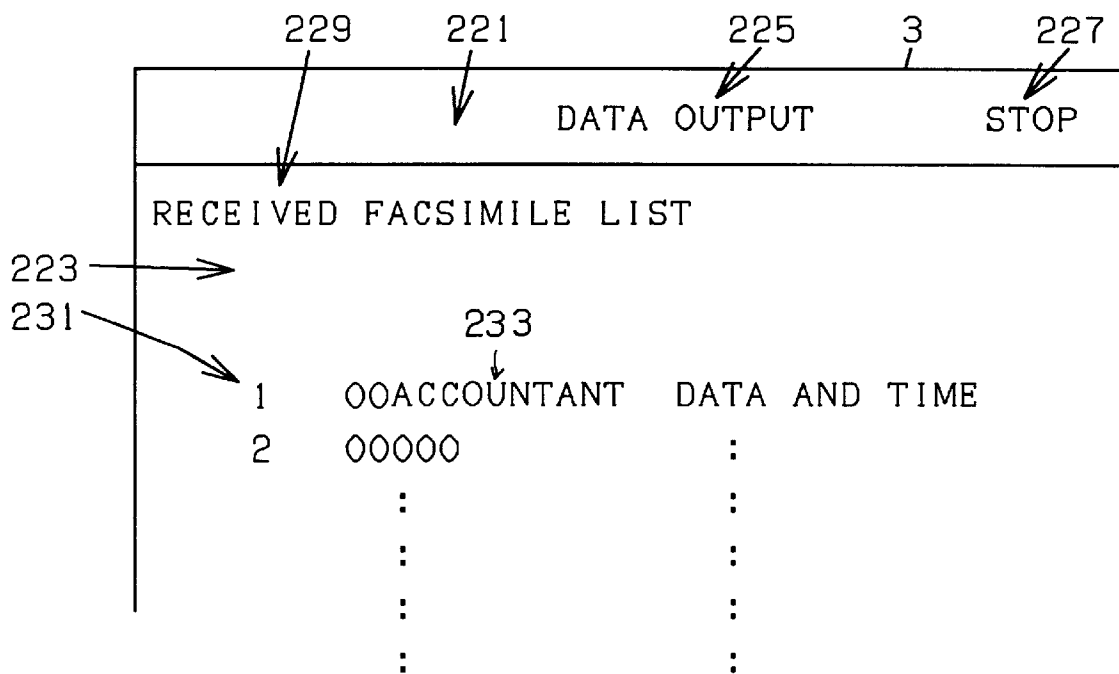 229 221 225 3 227
DATA OUTPUT STOP
RECEIVED FACSIMILE LIST
223
231
233
1 OOACCOUNTANT DATA AND TIME
2 OOOOO :
: :
: :
: :
: :